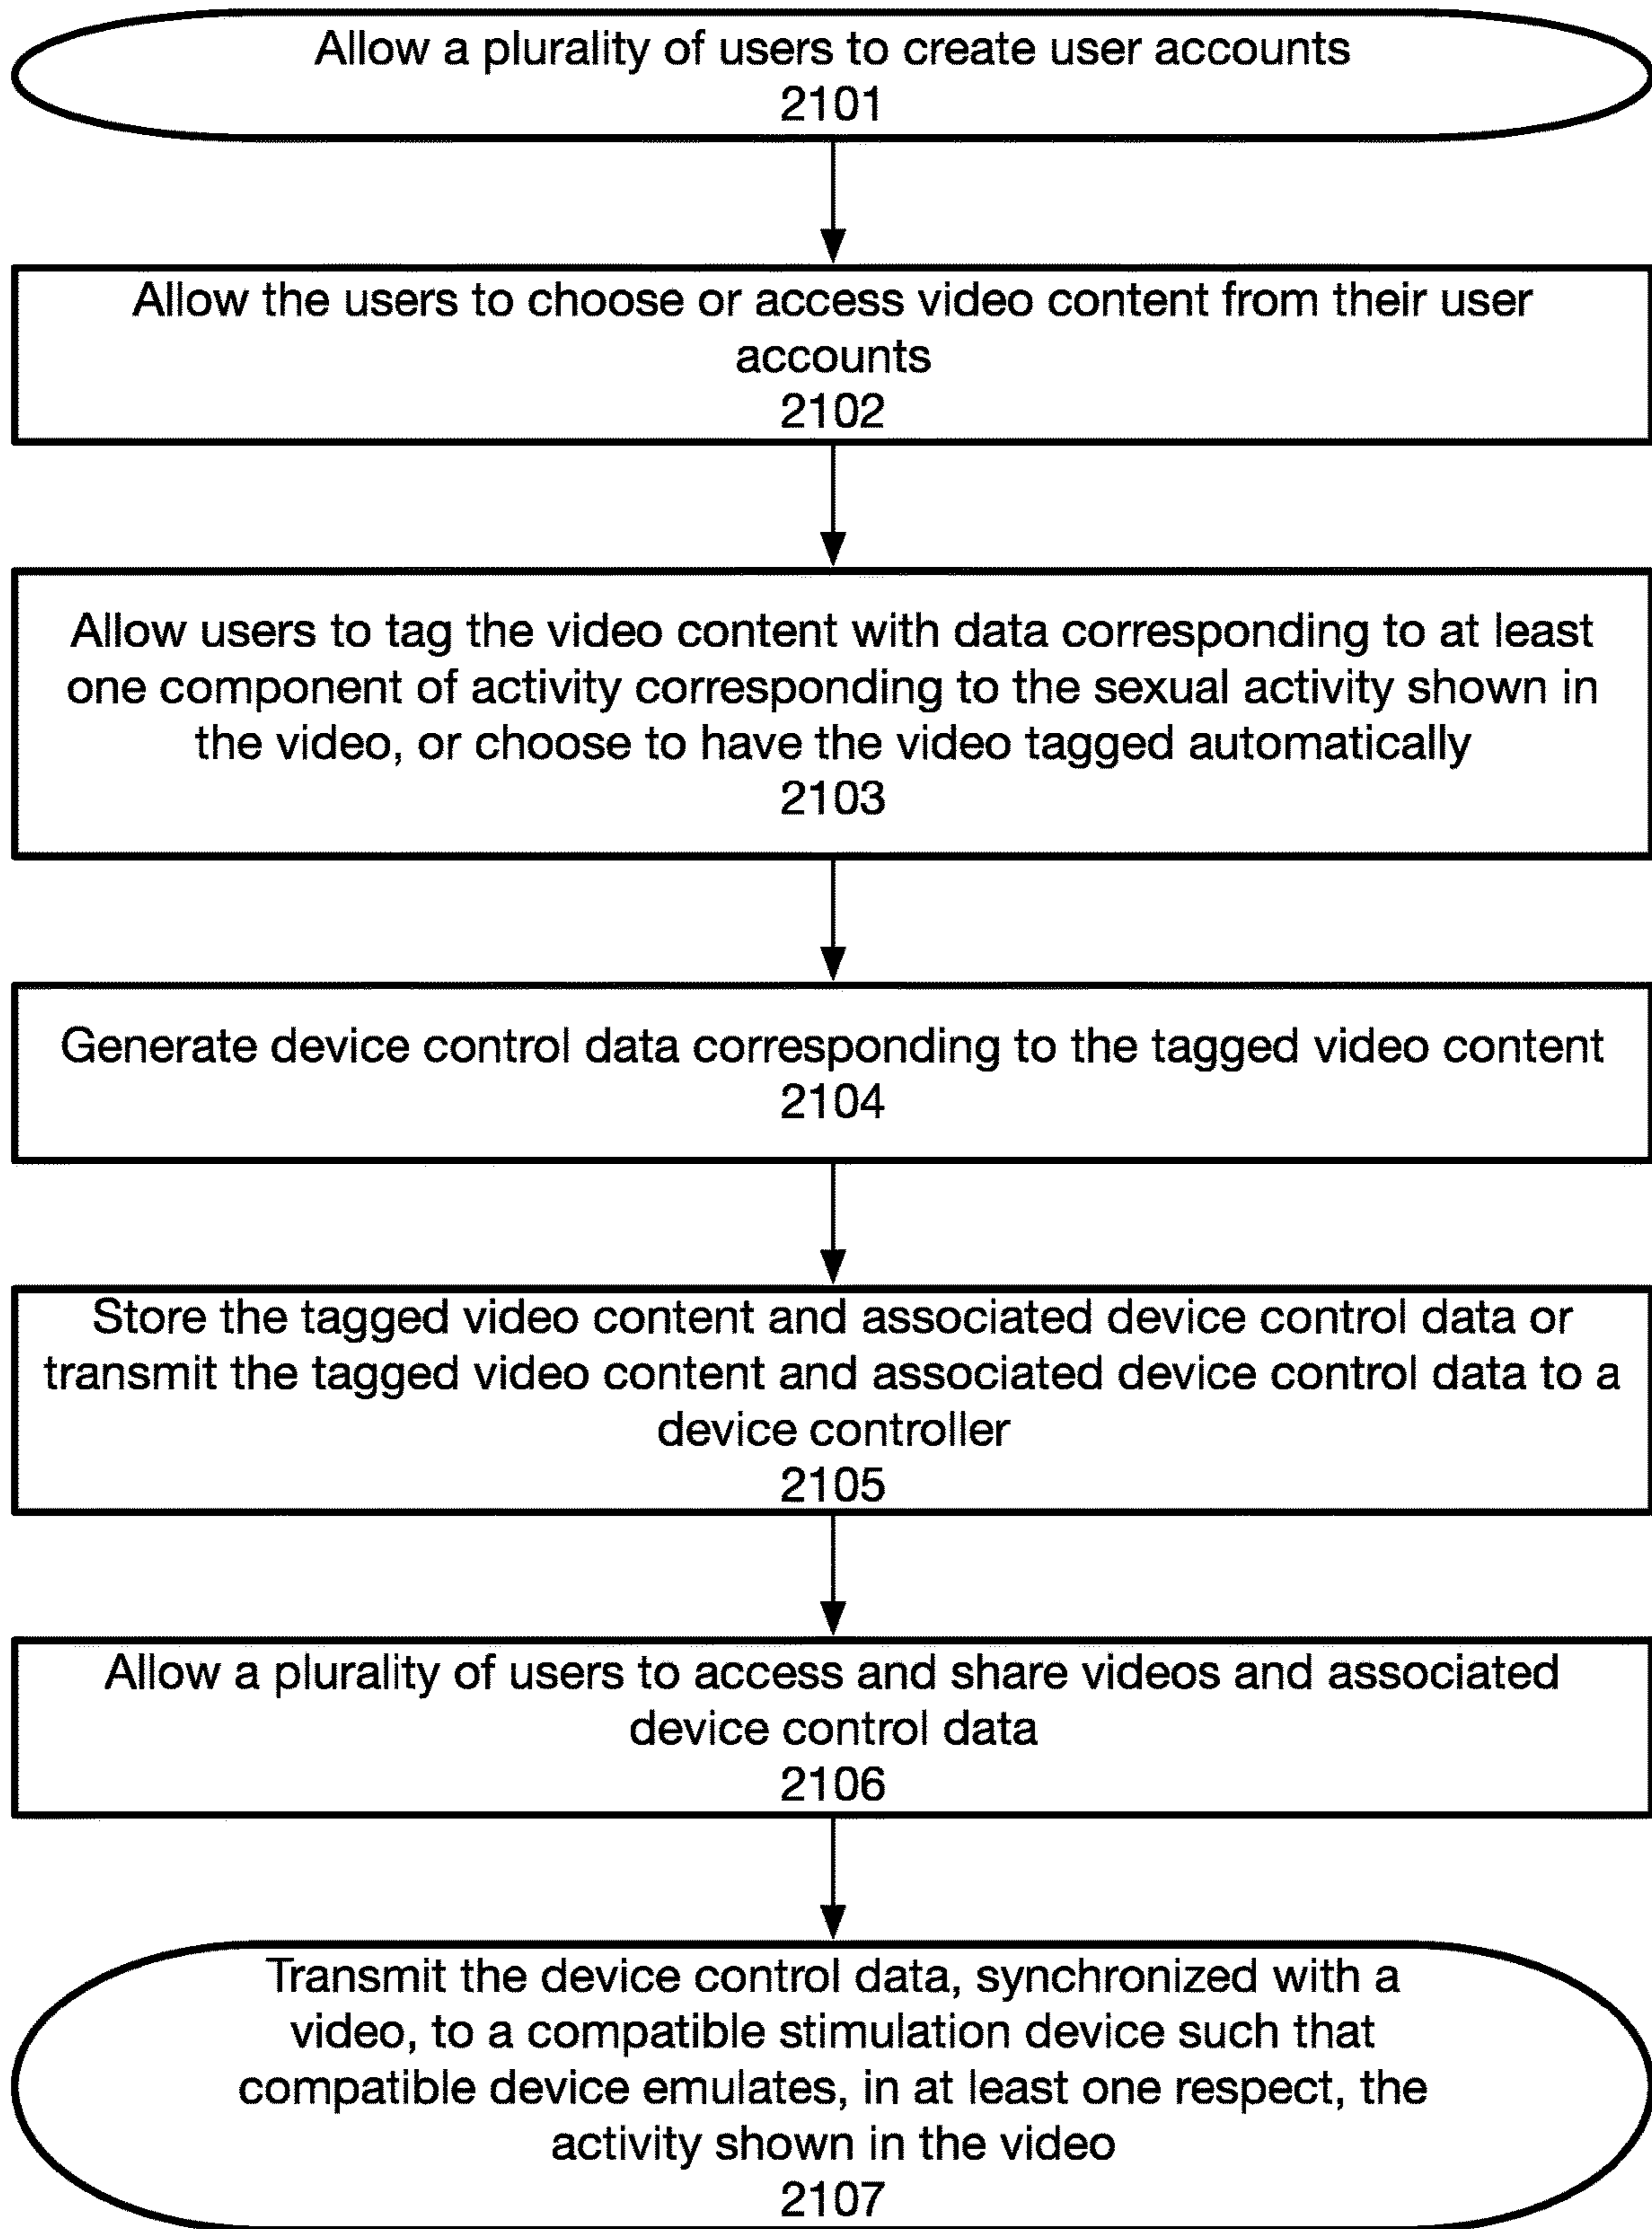 Allow a plurality of users to create user accounts
2101
Allow the users to choose or access video content from their user
accounts
2102
Allow users to tag the video content with data corresponding to at least
one component of activity corresponding to the sexual activity shown in
the video, or choose to have the video tagged automatically
2103
Generate device control data corresponding to the tagged video content
2104
Store the tagged video content and associated device control data or
transmit the tagged video content and associated device control data to a
device controller
2105
Allow a plurality of users to access and share videos and associated
device control data
2106
Transmit the device control data, synchronized with a
video, to a compatible stimulation device such that
compatible device emulates, in at least one respect, the
activity shown in the video
2107